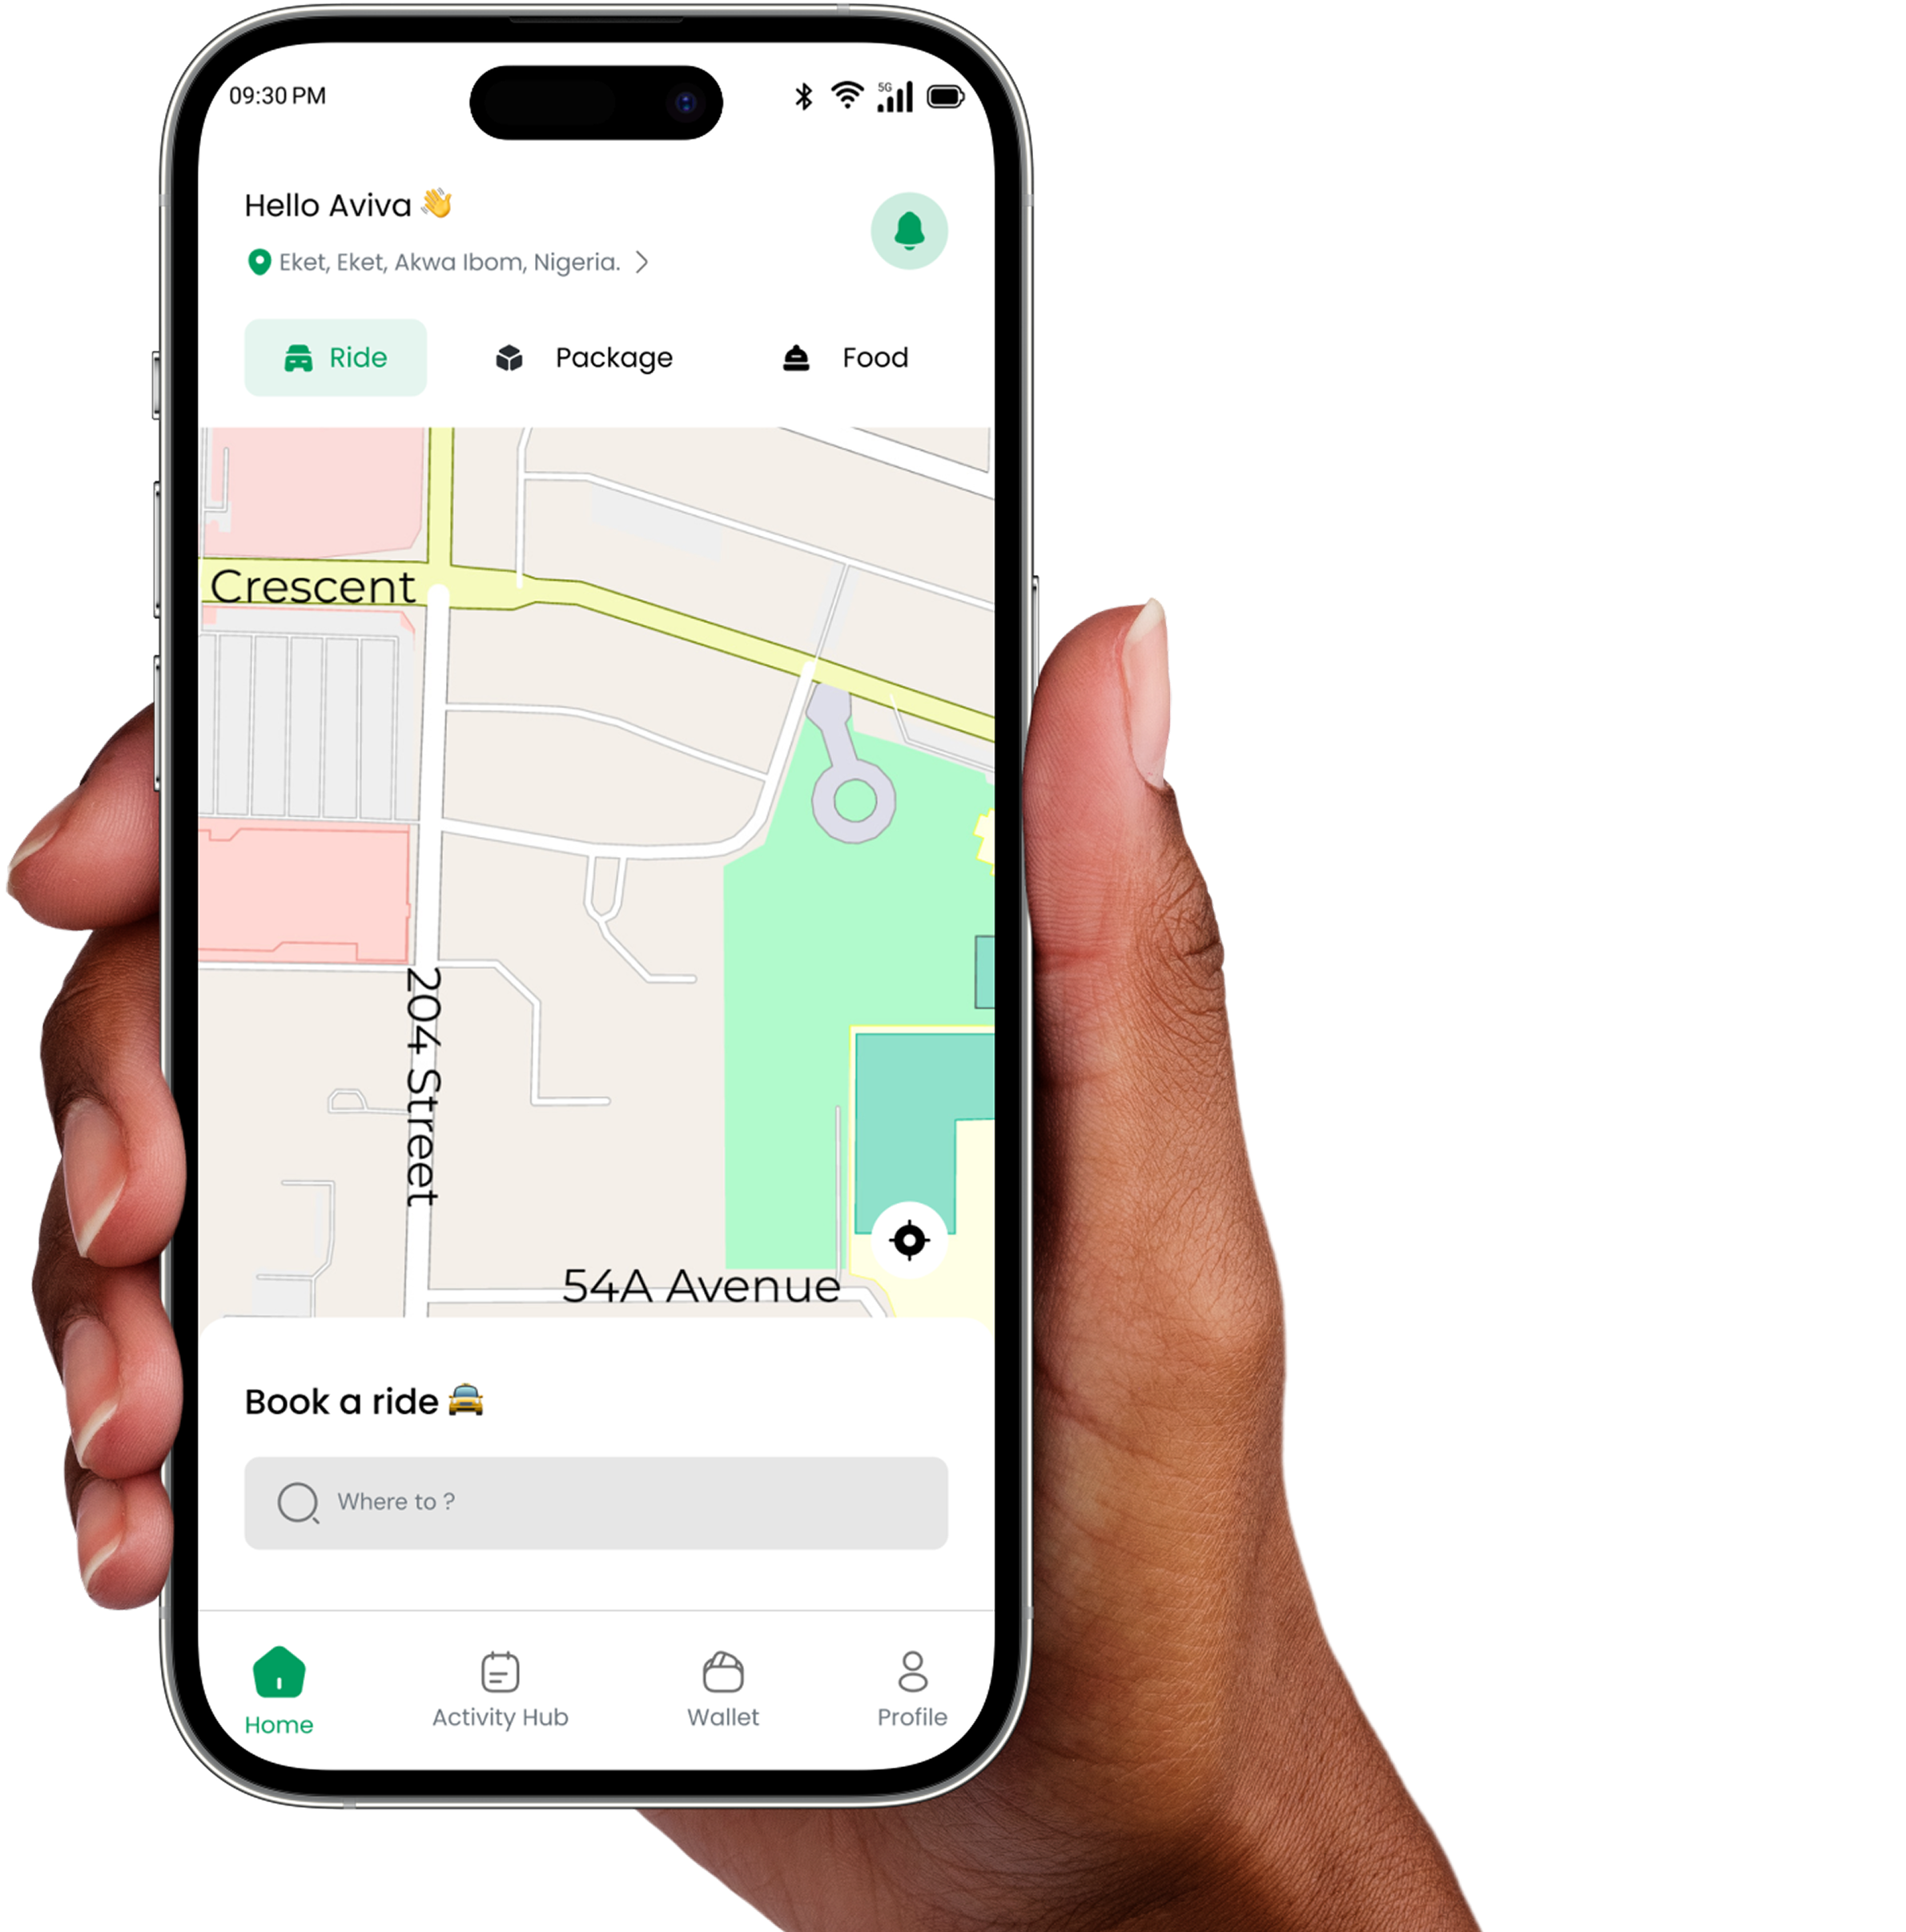 09:30 PM
5G
Hello Aviva 👋
Eket, Eket, Akwa Ibom, Nigeria.
Ride
Package
Food
Crescent
204 Street
54A Avenue
Book a ride 🚖
Where to ?
Home
Activity Hub
Wallet
Profile